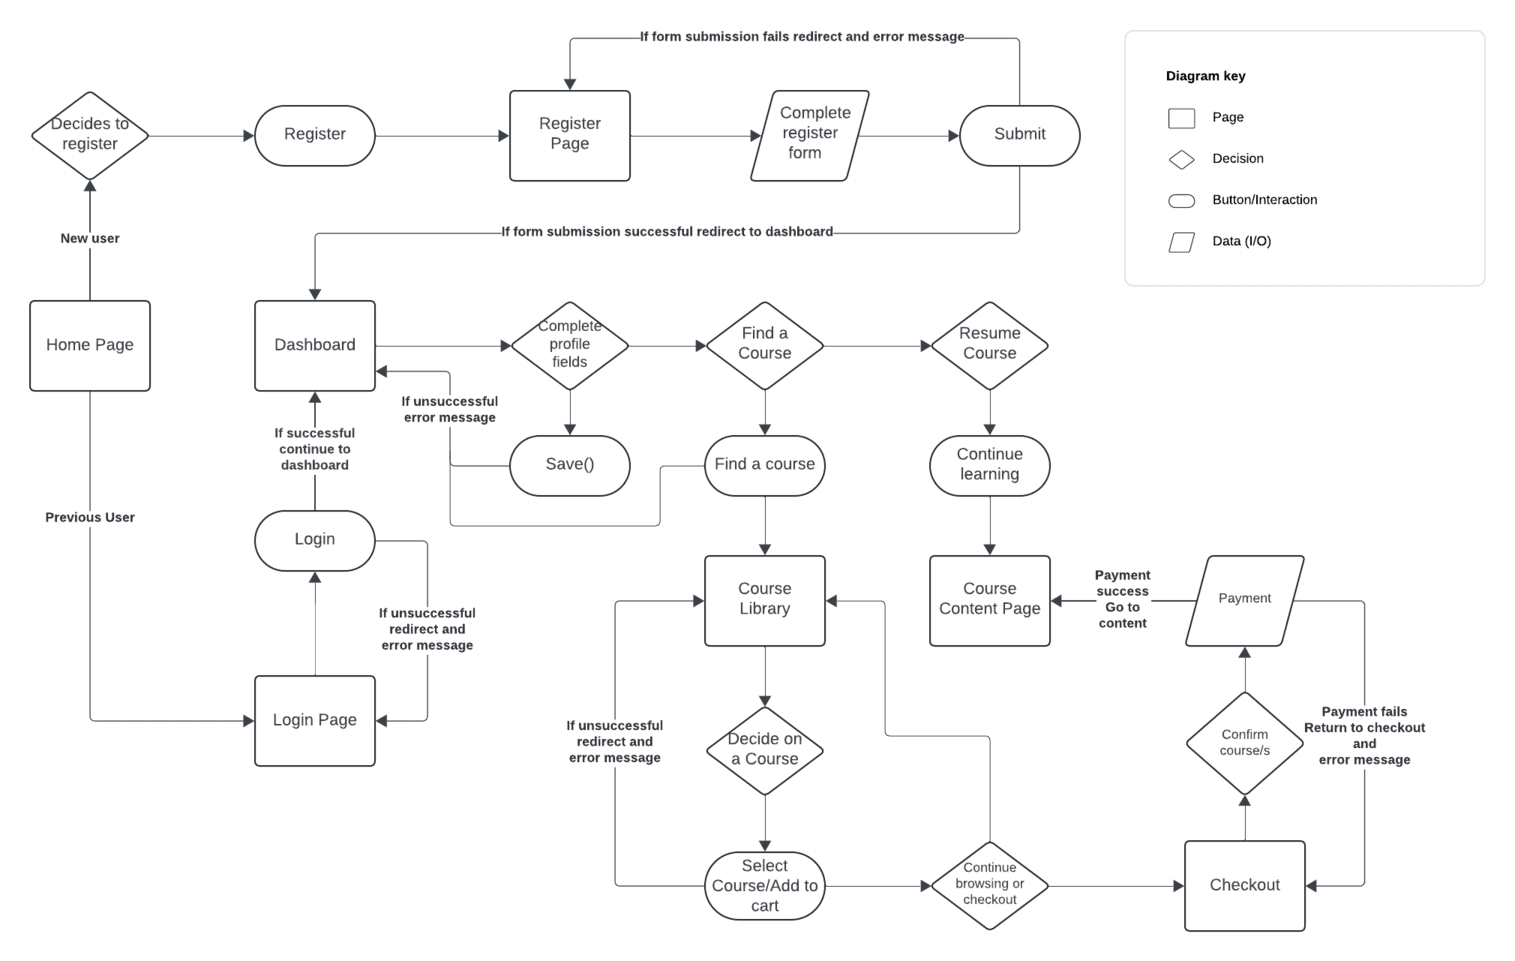 If form submission fails redirect and error message
Diagram key
Page
Decision
Button/Interaction
Data (I/O)
Decides to
register
Register
Register
Page
Complete
register
form
Submit
New user
If form submission successful redirect to dashboard
Home Page
Dashboard
Complete
profile
fields
Find a
Course
Resume
Course
If unsuccessful
error message
If successful
continue to
dashboard
Save()
Find a course
Continue
learning
Previous User
Login
If unsuccessful
redirect and
error message
Course
Library
Course
Content Page
Payment
success
Go to
content
Payment
Login Page
If unsuccessful
redirect and
error message
Decide on
a Course
Confirm
course/s
Payment fails
Return to checkout
and
error message
Select
Course/Add to
cart
Continue
browsing or
checkout
Checkout